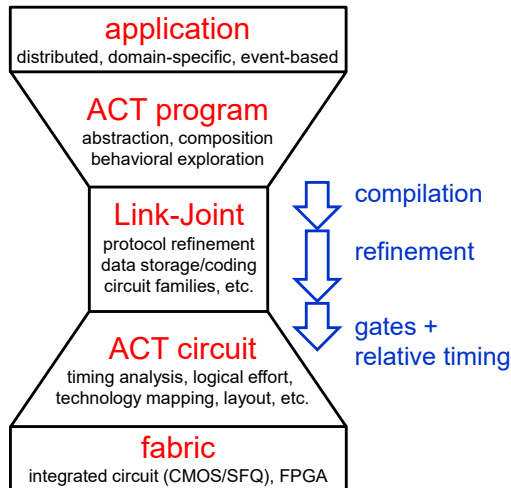 application
distributed, domain-specific, event-based
ACT program
abstraction, composition
behavioral exploration
Link-Joint
protocol refinement
data storage/coding
circuit families, etc.
ACT circuit
timing analysis, logical effort,
technology mapping, layout, etc.
fabric
integrated circuit (CMOS/SFQ), FPGA
compilation
refinement
gates +
relative timing